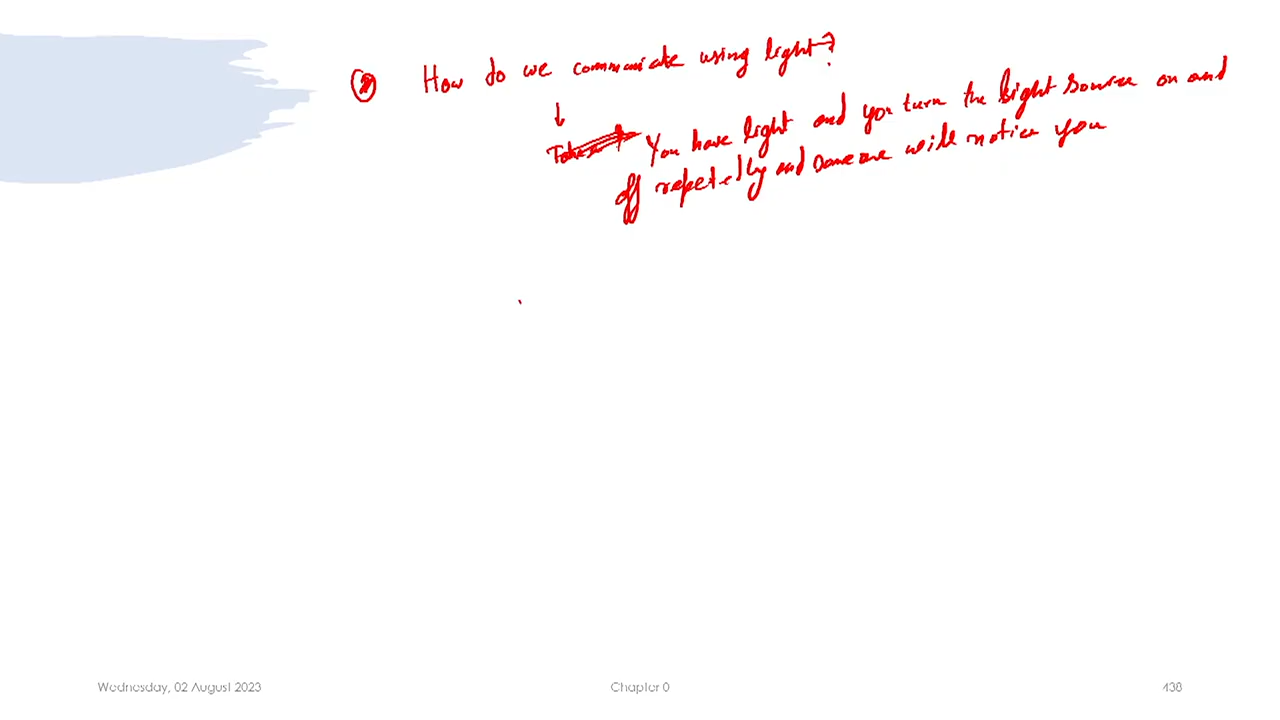 How do we communicate using light?
You have light and you turn the light source on and
off repetedly and someone will notice you
Wednesday, 02 August 2023
Chapter 0
438